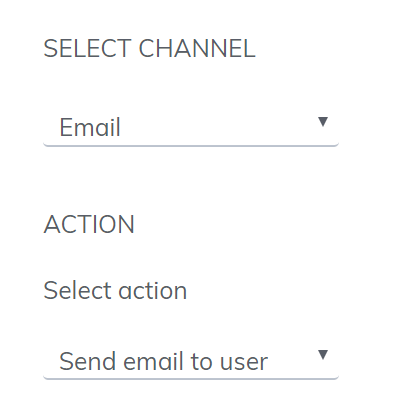 SELECT CHANNEL
Email
ACTION
Select action
Send email to user